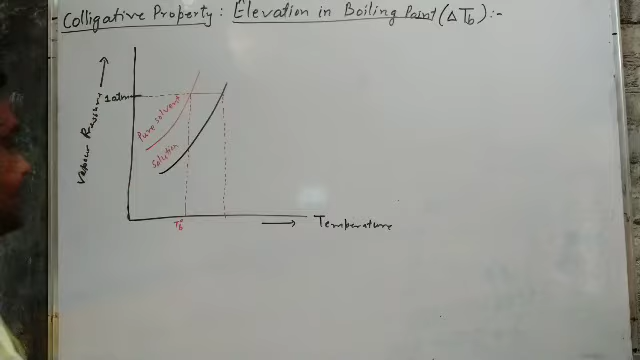 Colligative Property : Elevation in Boiling Point (ΔTb) :-
1 atm
Vapour Pressure
Pure solvent
Solution
Tb°
Temperature